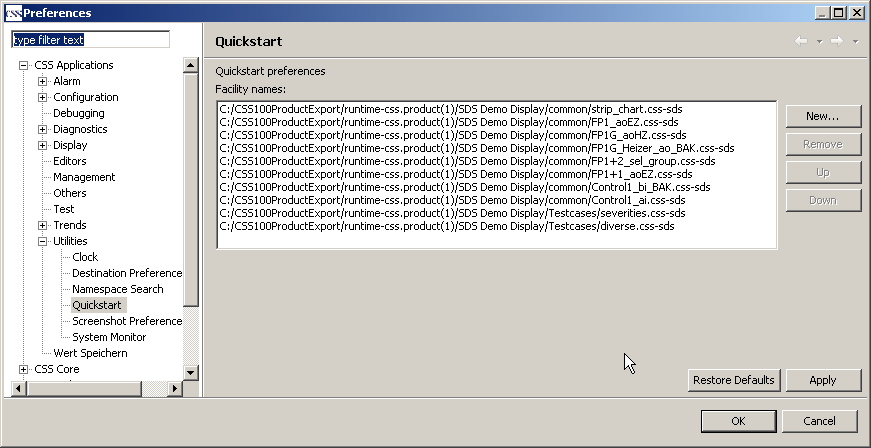 CSS Preferences
type filter text
CSS Applications
Alarm
Configuration
Debugging
Diagnostics
Display
Editors
Management
Others
Test
Trends
Utilities
Clock
Destination Preference
Namespace Search
Quickstart
Screenshot Preference
System Monitor
Wert Speichern
CSS Core
Quickstart
Quickstart preferences
Facility names:
C:/CSS100ProductExport/runtime-css.product(1)/SDS Demo Display/common/strip_chart.css-sds
C:/CSS100ProductExport/runtime-css.product(1)/SDS Demo Display/common/FP1_aoEZ.css-sds
C:/CSS100ProductExport/runtime-css.product(1)/SDS Demo Display/common/FP1G_aoHZ.css-sds
C:/CSS100ProductExport/runtime-css.product(1)/SDS Demo Display/common/FP1G_Heizer_ao_BAK.css-sds
C:/CSS100ProductExport/runtime-css.product(1)/SDS Demo Display/common/FP1+2_sel_group.css-sds
C:/CSS100ProductExport/runtime-css.product(1)/SDS Demo Display/common/FP1+1_aoEZ.css-sds
C:/CSS100ProductExport/runtime-css.product(1)/SDS Demo Display/common/Control1_bi_BAK.css-sds
C:/CSS100ProductExport/runtime-css.product(1)/SDS Demo Display/common/Control1_ai.css-sds
C:/CSS100ProductExport/runtime-css.product(1)/SDS Demo Display/Testcases/severities.css-sds
C:/CSS100ProductExport/runtime-css.product(1)/SDS Demo Display/Testcases/diverse.css-sds
New...
Remove
Up
Down
Restore Defaults
Apply
OK
Cancel